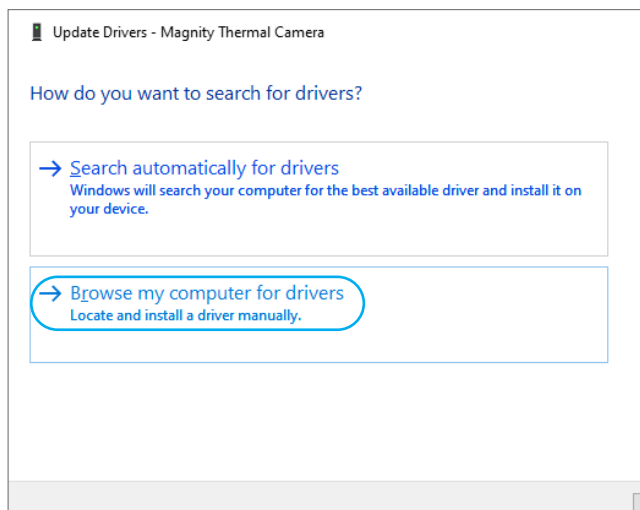 Update Drivers - Magnity Thermal Camera
How do you want to search for drivers?
Search automatically for drivers
Windows will search your computer for the best available driver and install it on
your device.
Browse my computer for drivers
Locate and install a driver manually.